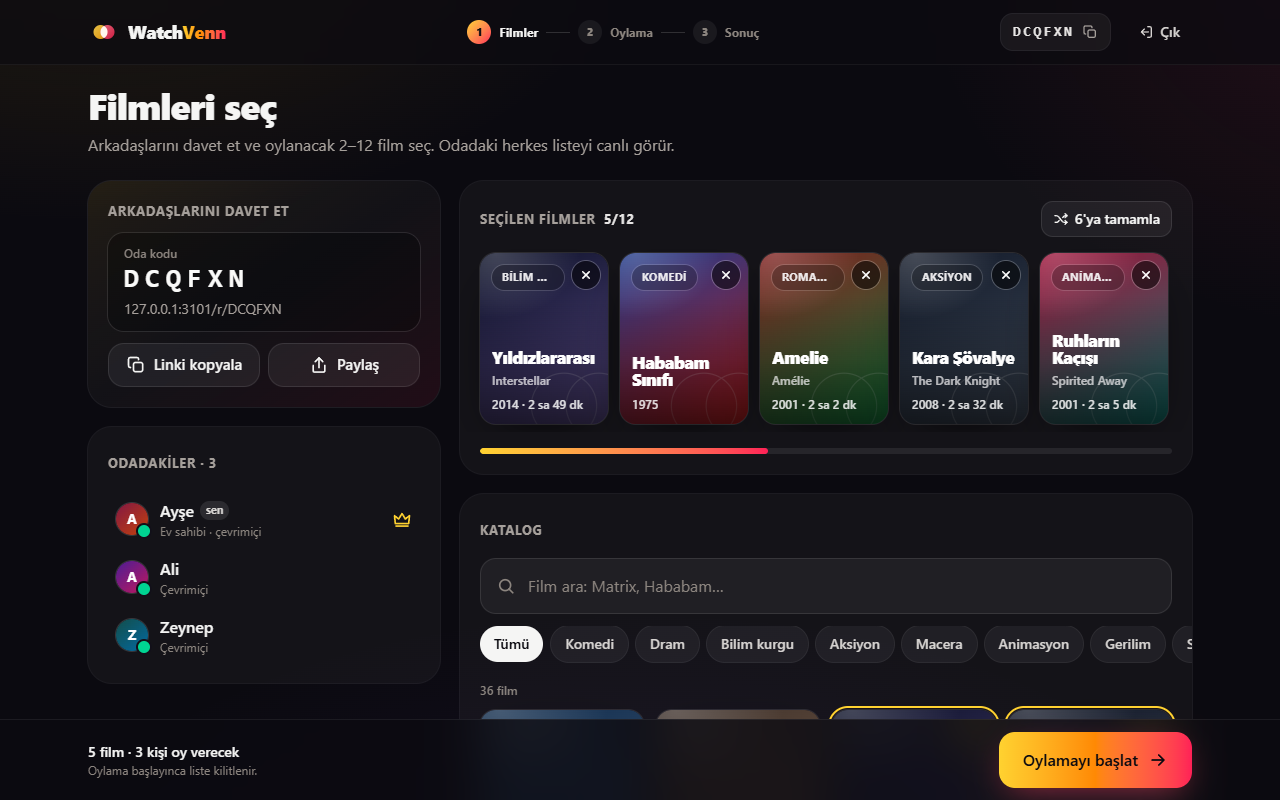 WatchVenn
1 Filmler
2 Oylama
3 Sonuç
DCQFXN
Çık
Filmleri seç
Arkadaşlarını davet et ve oylanacak 2–12 film seç. Odadaki herkes listeyi canlı görür.
ARKADAŞLARINI DAVET ET
Oda kodu
DCQFXN
127.0.0.1:3101/r/DCQFXN
Linki kopyala
Paylaş
ODADAKİLER · 3
A
Ayşe sen
Ev sahibi · çevrimiçi
A
Ali
Çevrimiçi
Z
Zeynep
Çevrimiçi
SEÇİLEN FİLMLER 5/12
6'ya tamamla
BİLİM ...
Yıldızlararası
Interstellar
2014 · 2 sa 49 dk
KOMEDİ
Hababam
Sınıfı
1975
ROMA...
Amelie
Amélie
2001 · 2 sa 2 dk
AKSİYON
Kara Şövalye
The Dark Knight
2008 · 2 sa 32 dk
ANİMA...
Ruhların
Kaçışı
Spirited Away
2001 · 2 sa 5 dk
KATALOG
Film ara: Matrix, Hababam...
Tümü
Komedi
Dram
Bilim kurgu
Aksiyon
Macera
Animasyon
Gerilim
36 film
5 film · 3 kişi oy verecek
Oylama başlayınca liste kilitlenir.
Oylamayı başlat